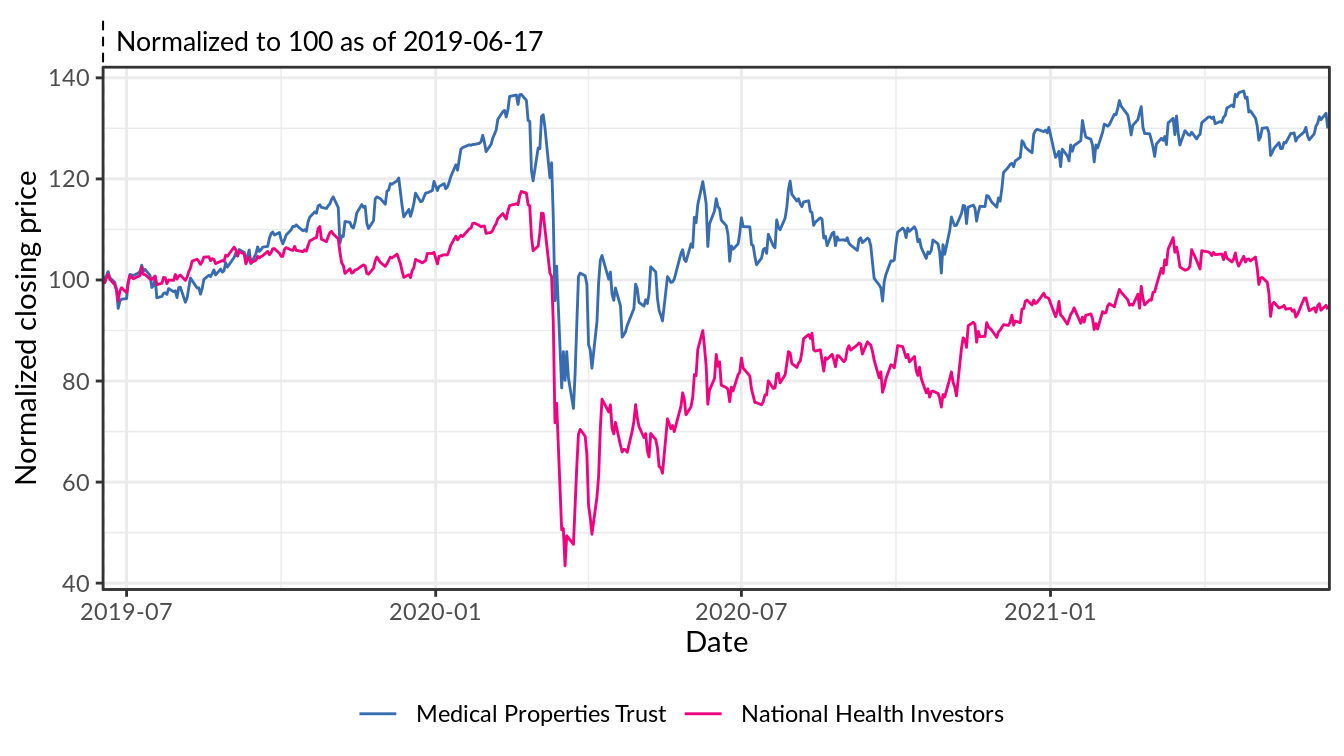 Normalized to 100 as of 2019-06-17
Normalized closing price
140
120
100
80
60
40
2019-07 2020-01 2020-07 2021-01
Date
Medical Properties Trust National Health Investors